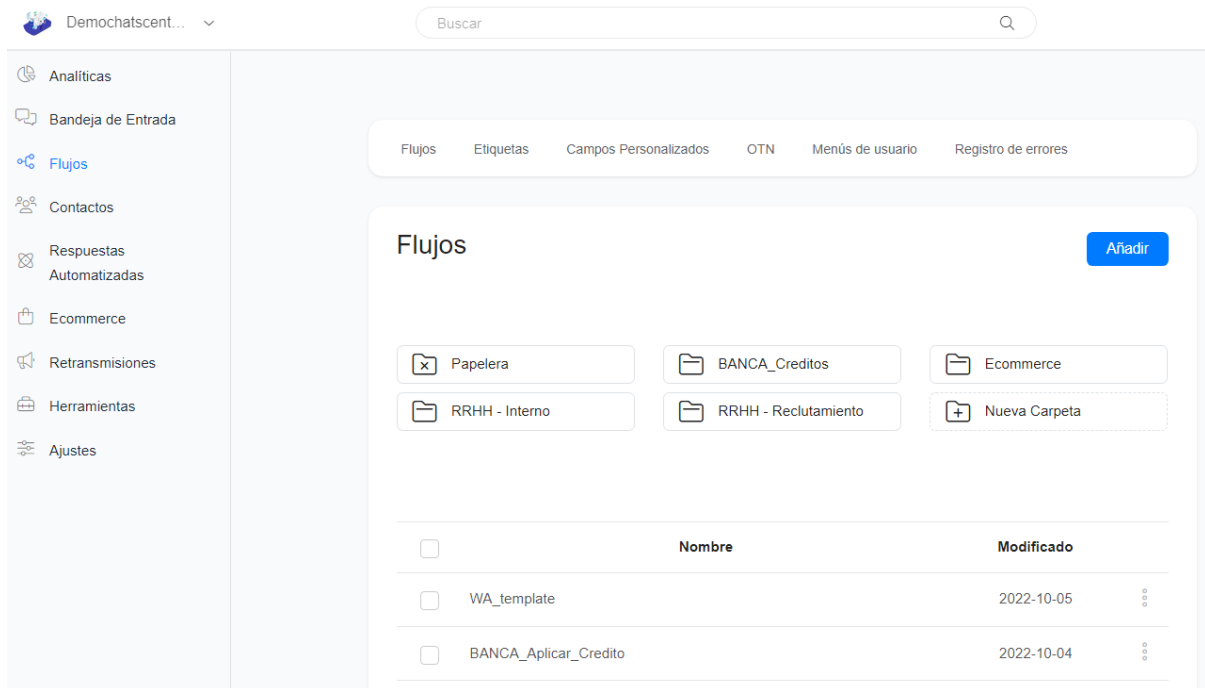 Demochatscent...
Buscar
Analíticas
Bandeja de Entrada
Flujos
Contactos
Respuestas
Automatizadas
Ecommerce
Retransmisiones
Herramientas
Ajustes
Flujos Etiquetas Campos Personalizados OTN Menús de usuario Registro de errores
Flujos
Añadir
Papelera BANCA_Creditos Ecommerce
RRHH - Interno RRHH - Reclutamiento Nueva Carpeta
Nombre Modificado
WA_template 2022-10-05
BANCA_Aplicar_Credito 2022-10-04